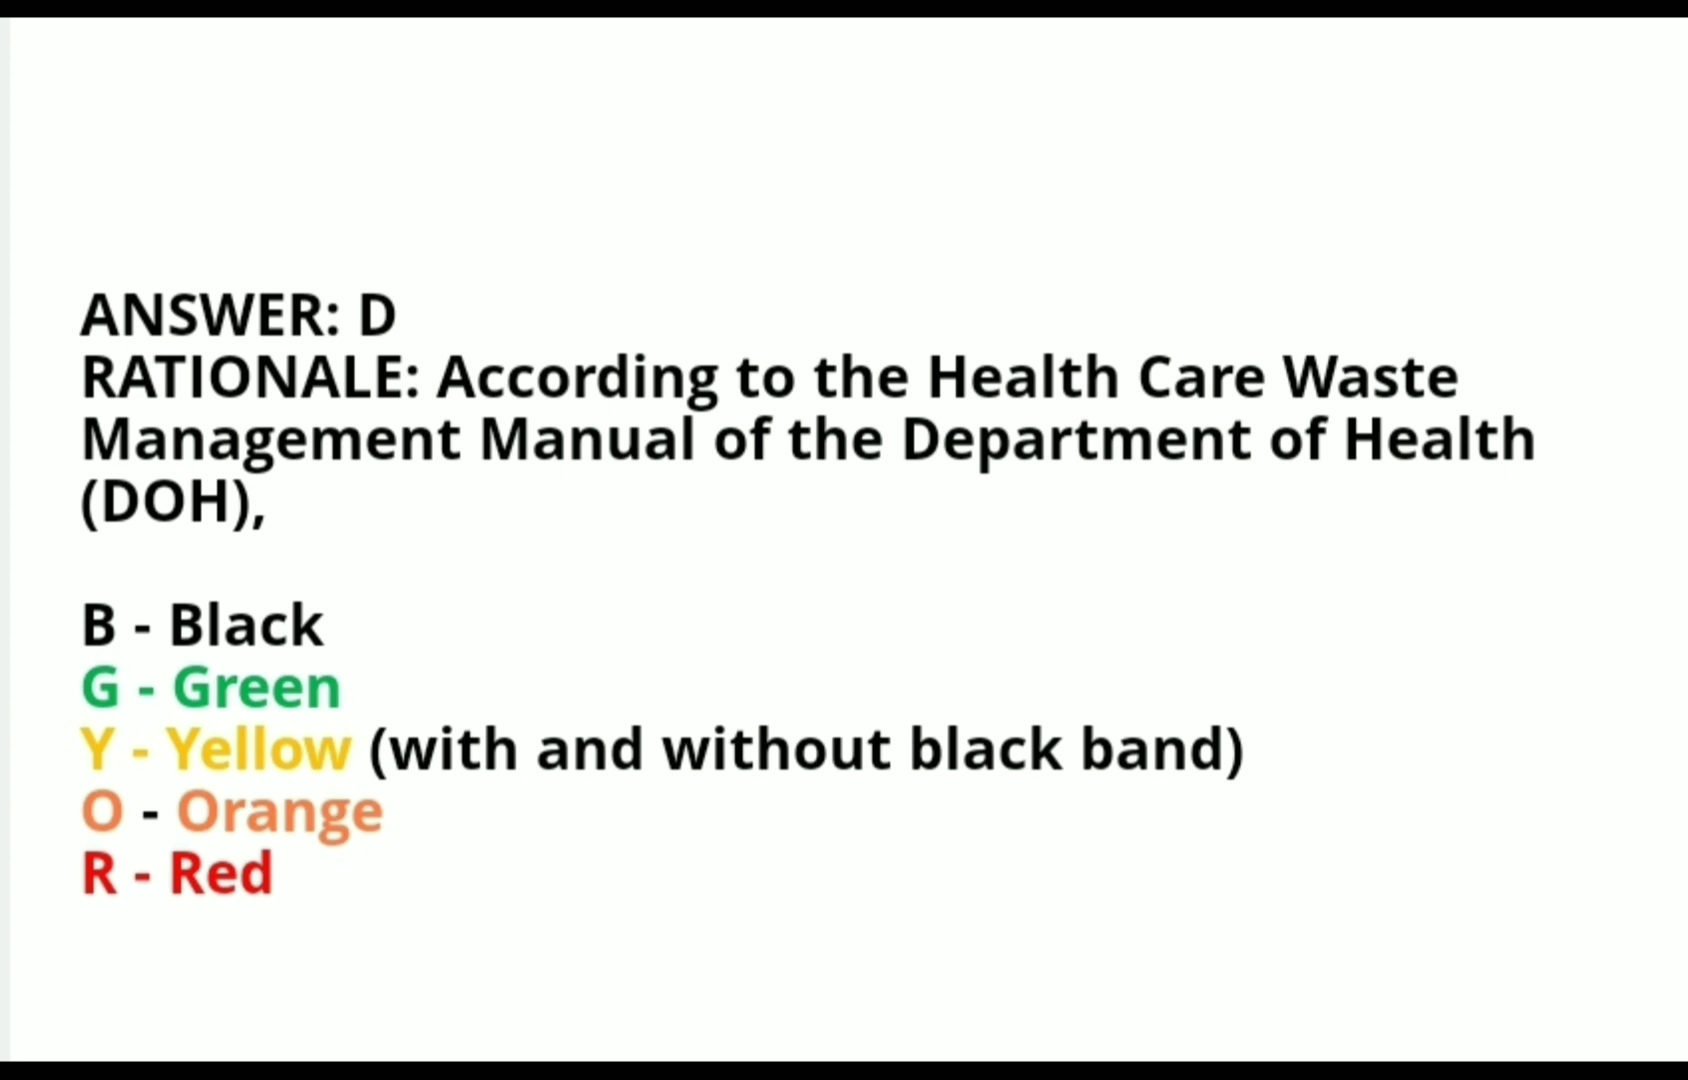 ANSWER: D
RATIONALE: According to the Health Care Waste
Management Manual of the Department of Health
(DOH),
B - Black
G - Green
Y - Yellow (with and without black band)
O - Orange
R - Red